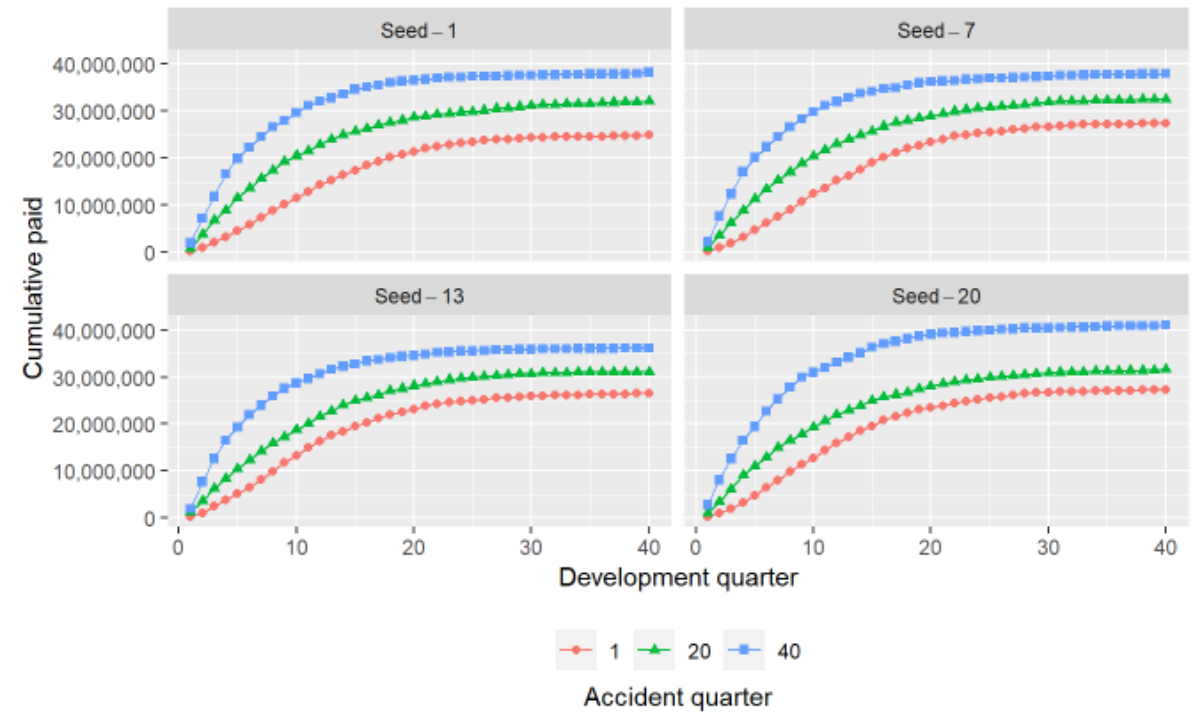 Seed – 1
Seed – 7
40,000,000
30,000,000
20,000,000
10,000,000
0
Seed – 13
Seed – 20
40,000,000
30,000,000
20,000,000
10,000,000
0
Cumulative paid
0 10 20 30 40 0 10 20 30 40
Development quarter
1 20 40
Accident quarter